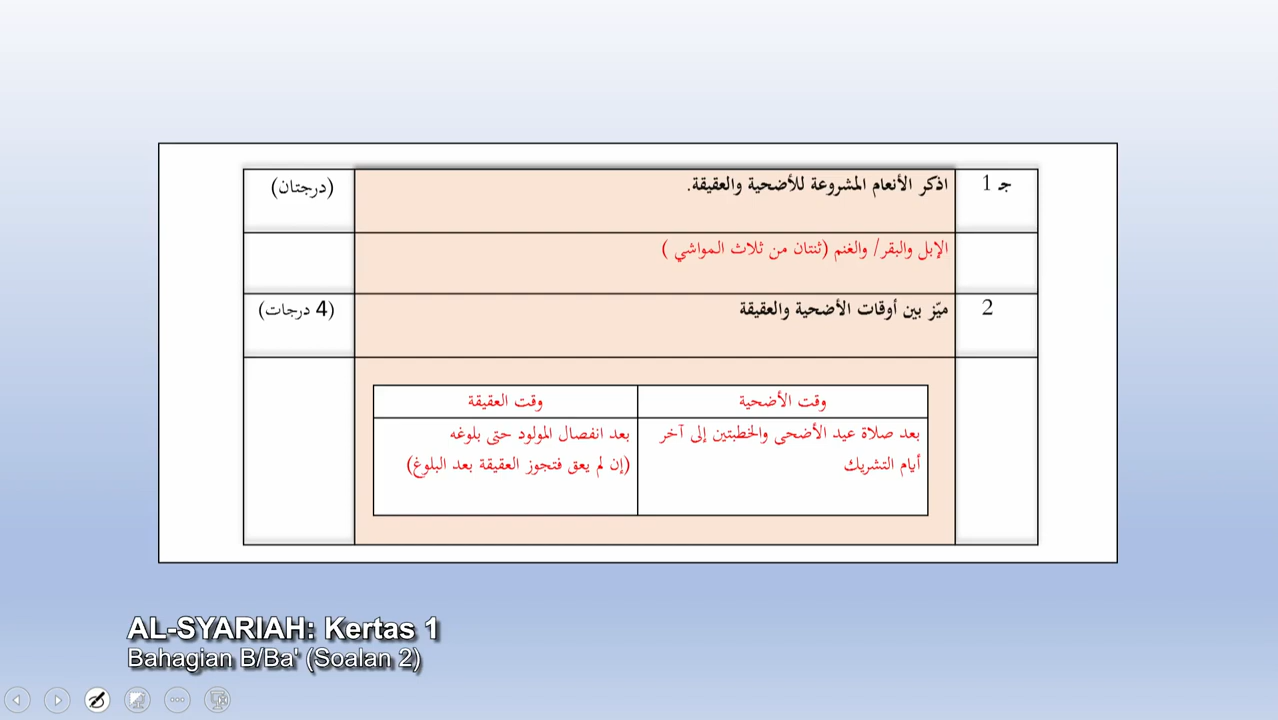 جـ 1
اذكر الأنعام المشروعة للأضحية والعقيقة.
(درجتان)
الإبل والبقر/ والغنم (ثنتان من ثلاث المواشي )
2
ميّز بين أوقات الأضحية والعقيقة
(4 درجات)
وقت الأضحية
وقت العقيقة
بعد صلاة عيد الأضحى والخطبتين إلى آخر
أيام التشريك
بعد انفصال المولود حتى بلوغه
(إن لم يعق فتجوز العقيقة بعد البلوغ)
AL-SYARIAH: Kertas 1
Bahagian B/Ba' (Soalan 2)